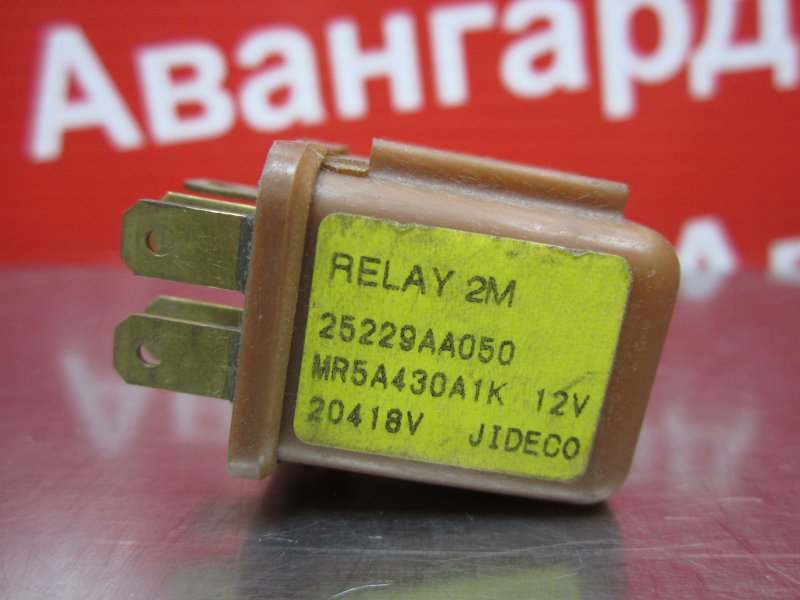 Авангард
RELAY 2M
25229AA050
MR5A430A1K 12V
20418V JIDECO